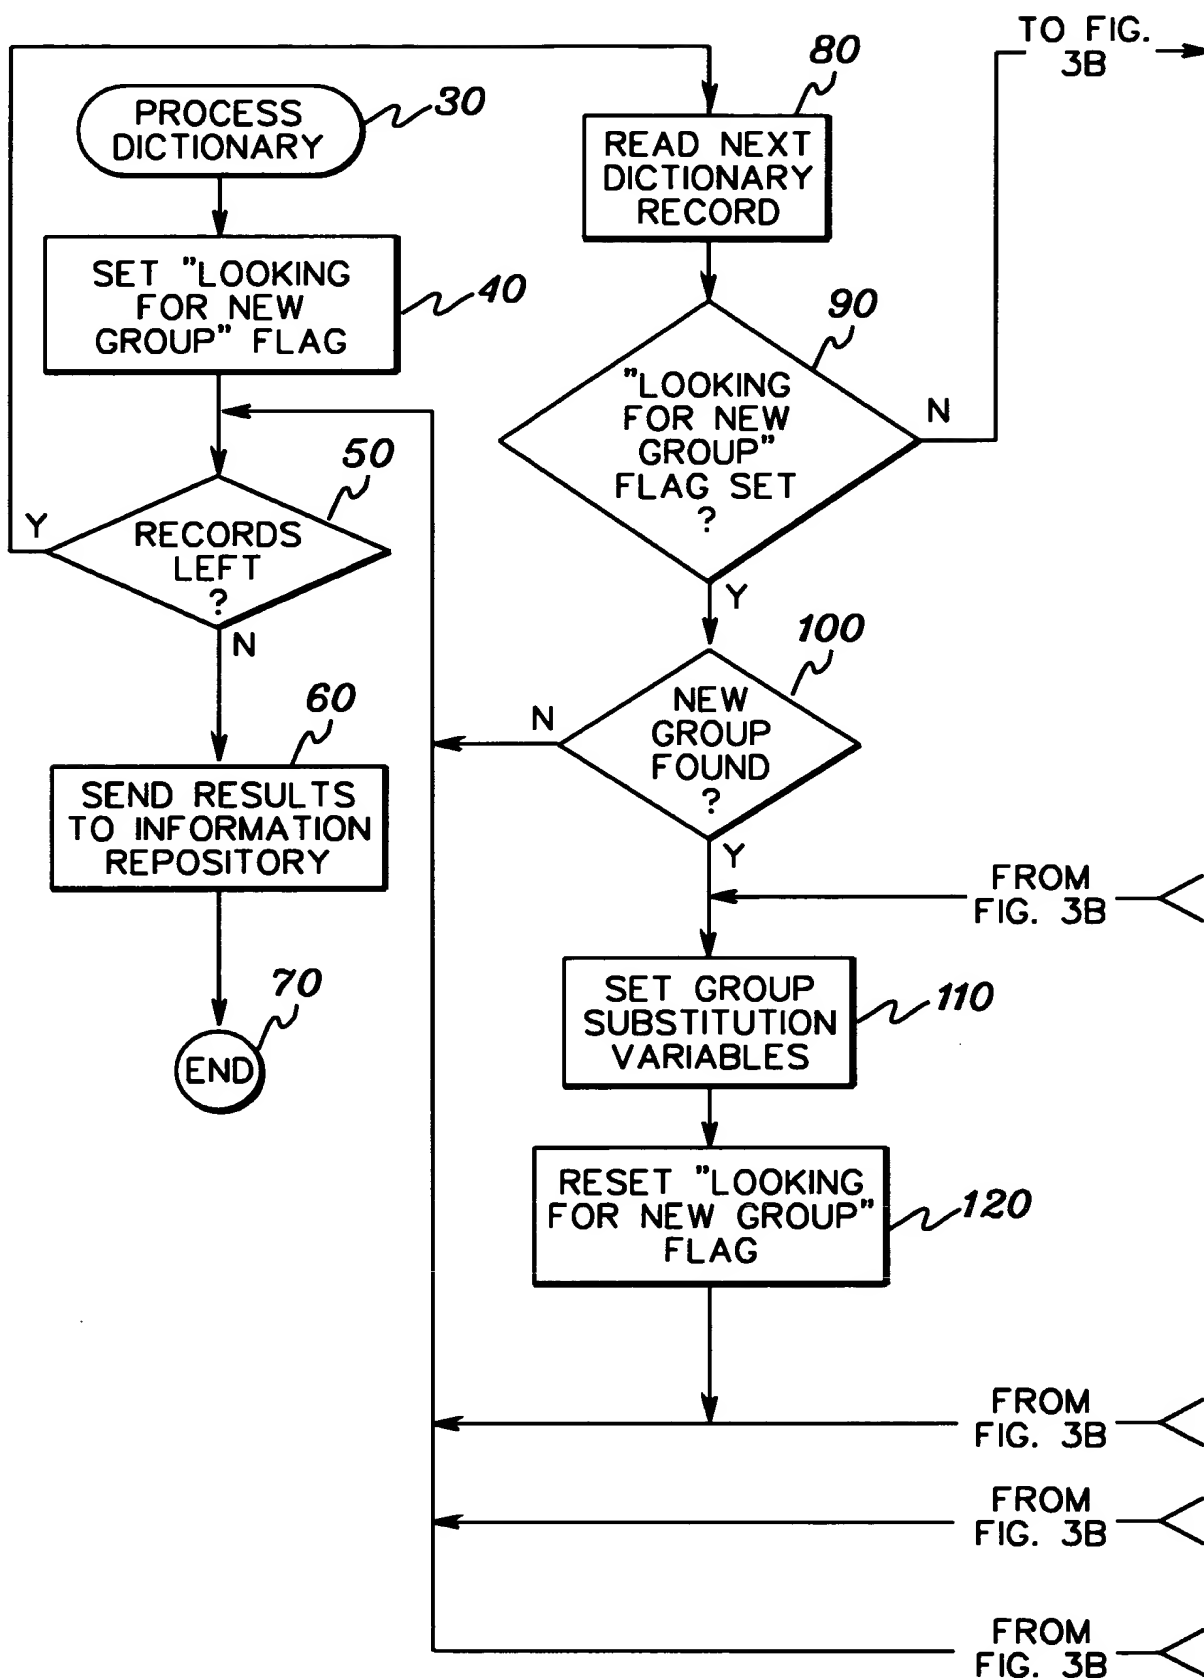 PROCESS
DICTIONARY
30
SET "LOOKING
FOR NEW
GROUP" FLAG
40
RECORDS
LEFT
?
50
Y
N
SEND RESULTS
TO INFORMATION
REPOSITORY
60
END
70
READ NEXT
DICTIONARY
RECORD
80
"LOOKING
FOR NEW
GROUP"
FLAG SET
?
90
N
TO FIG.
3B
Y
NEW
GROUP
FOUND
?
100
N
Y
FROM
FIG. 3B
SET GROUP
SUBSTITUTION
VARIABLES
110
RESET "LOOKING
FOR NEW GROUP"
FLAG
120
FROM
FIG. 3B
FROM
FIG. 3B
FROM
FIG. 3B